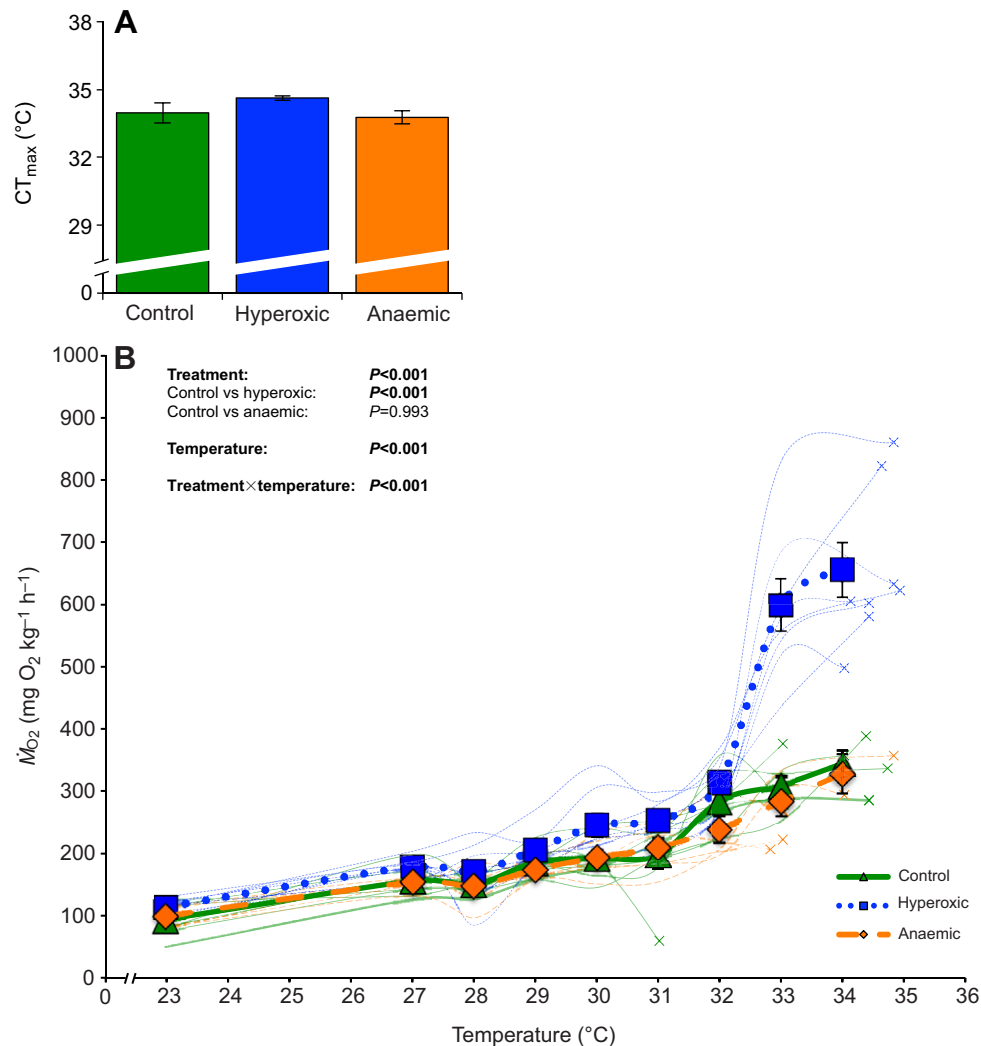 A
38
35
32
29
0
CTmax (°C)
Control Hyperoxic Anaemic
B
1000
900
800
700
600
500
400
300
200
100
0
ṀO2 (mg O2 kg–1 h–1)
Treatment: P<0.001
Control vs hyperoxic: P<0.001
Control vs anaemic: P=0.993
Temperature: P<0.001
Treatment×temperature: P<0.001
Control
Hyperoxic
Anaemic
23 24 25 26 27 28 29 30 31 32 33 34 35 36
Temperature (°C)